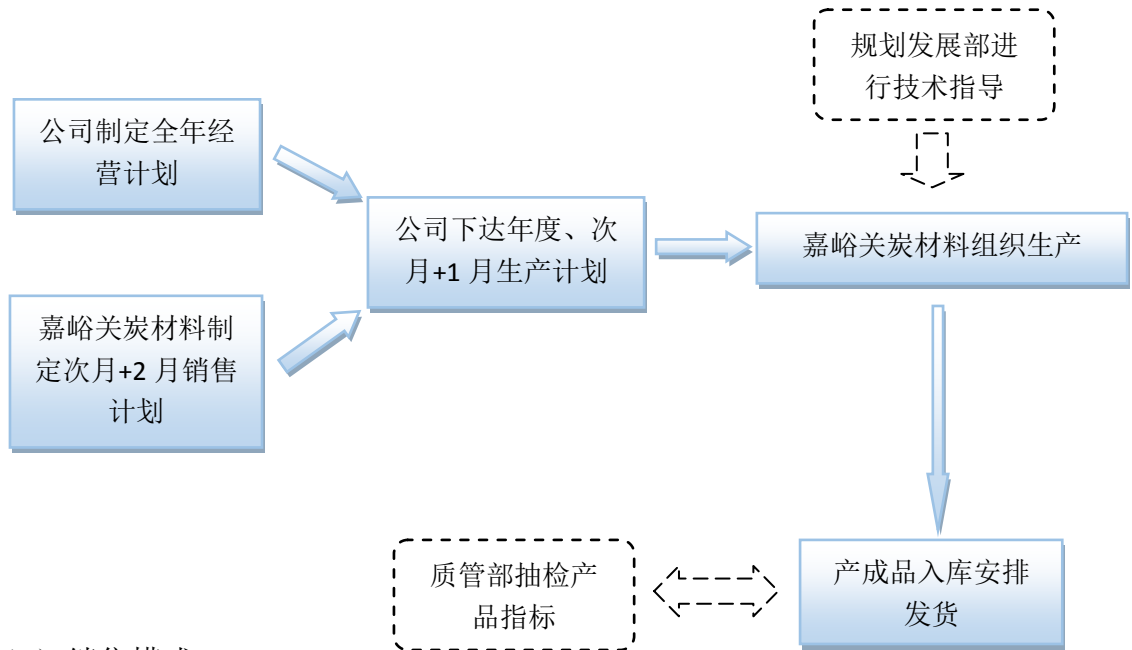 规划发展部进
行技术指导
公司制定全年经
营计划
公司下达年度、次
月+1 月生产计划
嘉峪关炭材料组织生产
嘉峪关炭材料制
定次月+2 月销售
计划
质管部抽检产
品指标
产成品入库安排
发货